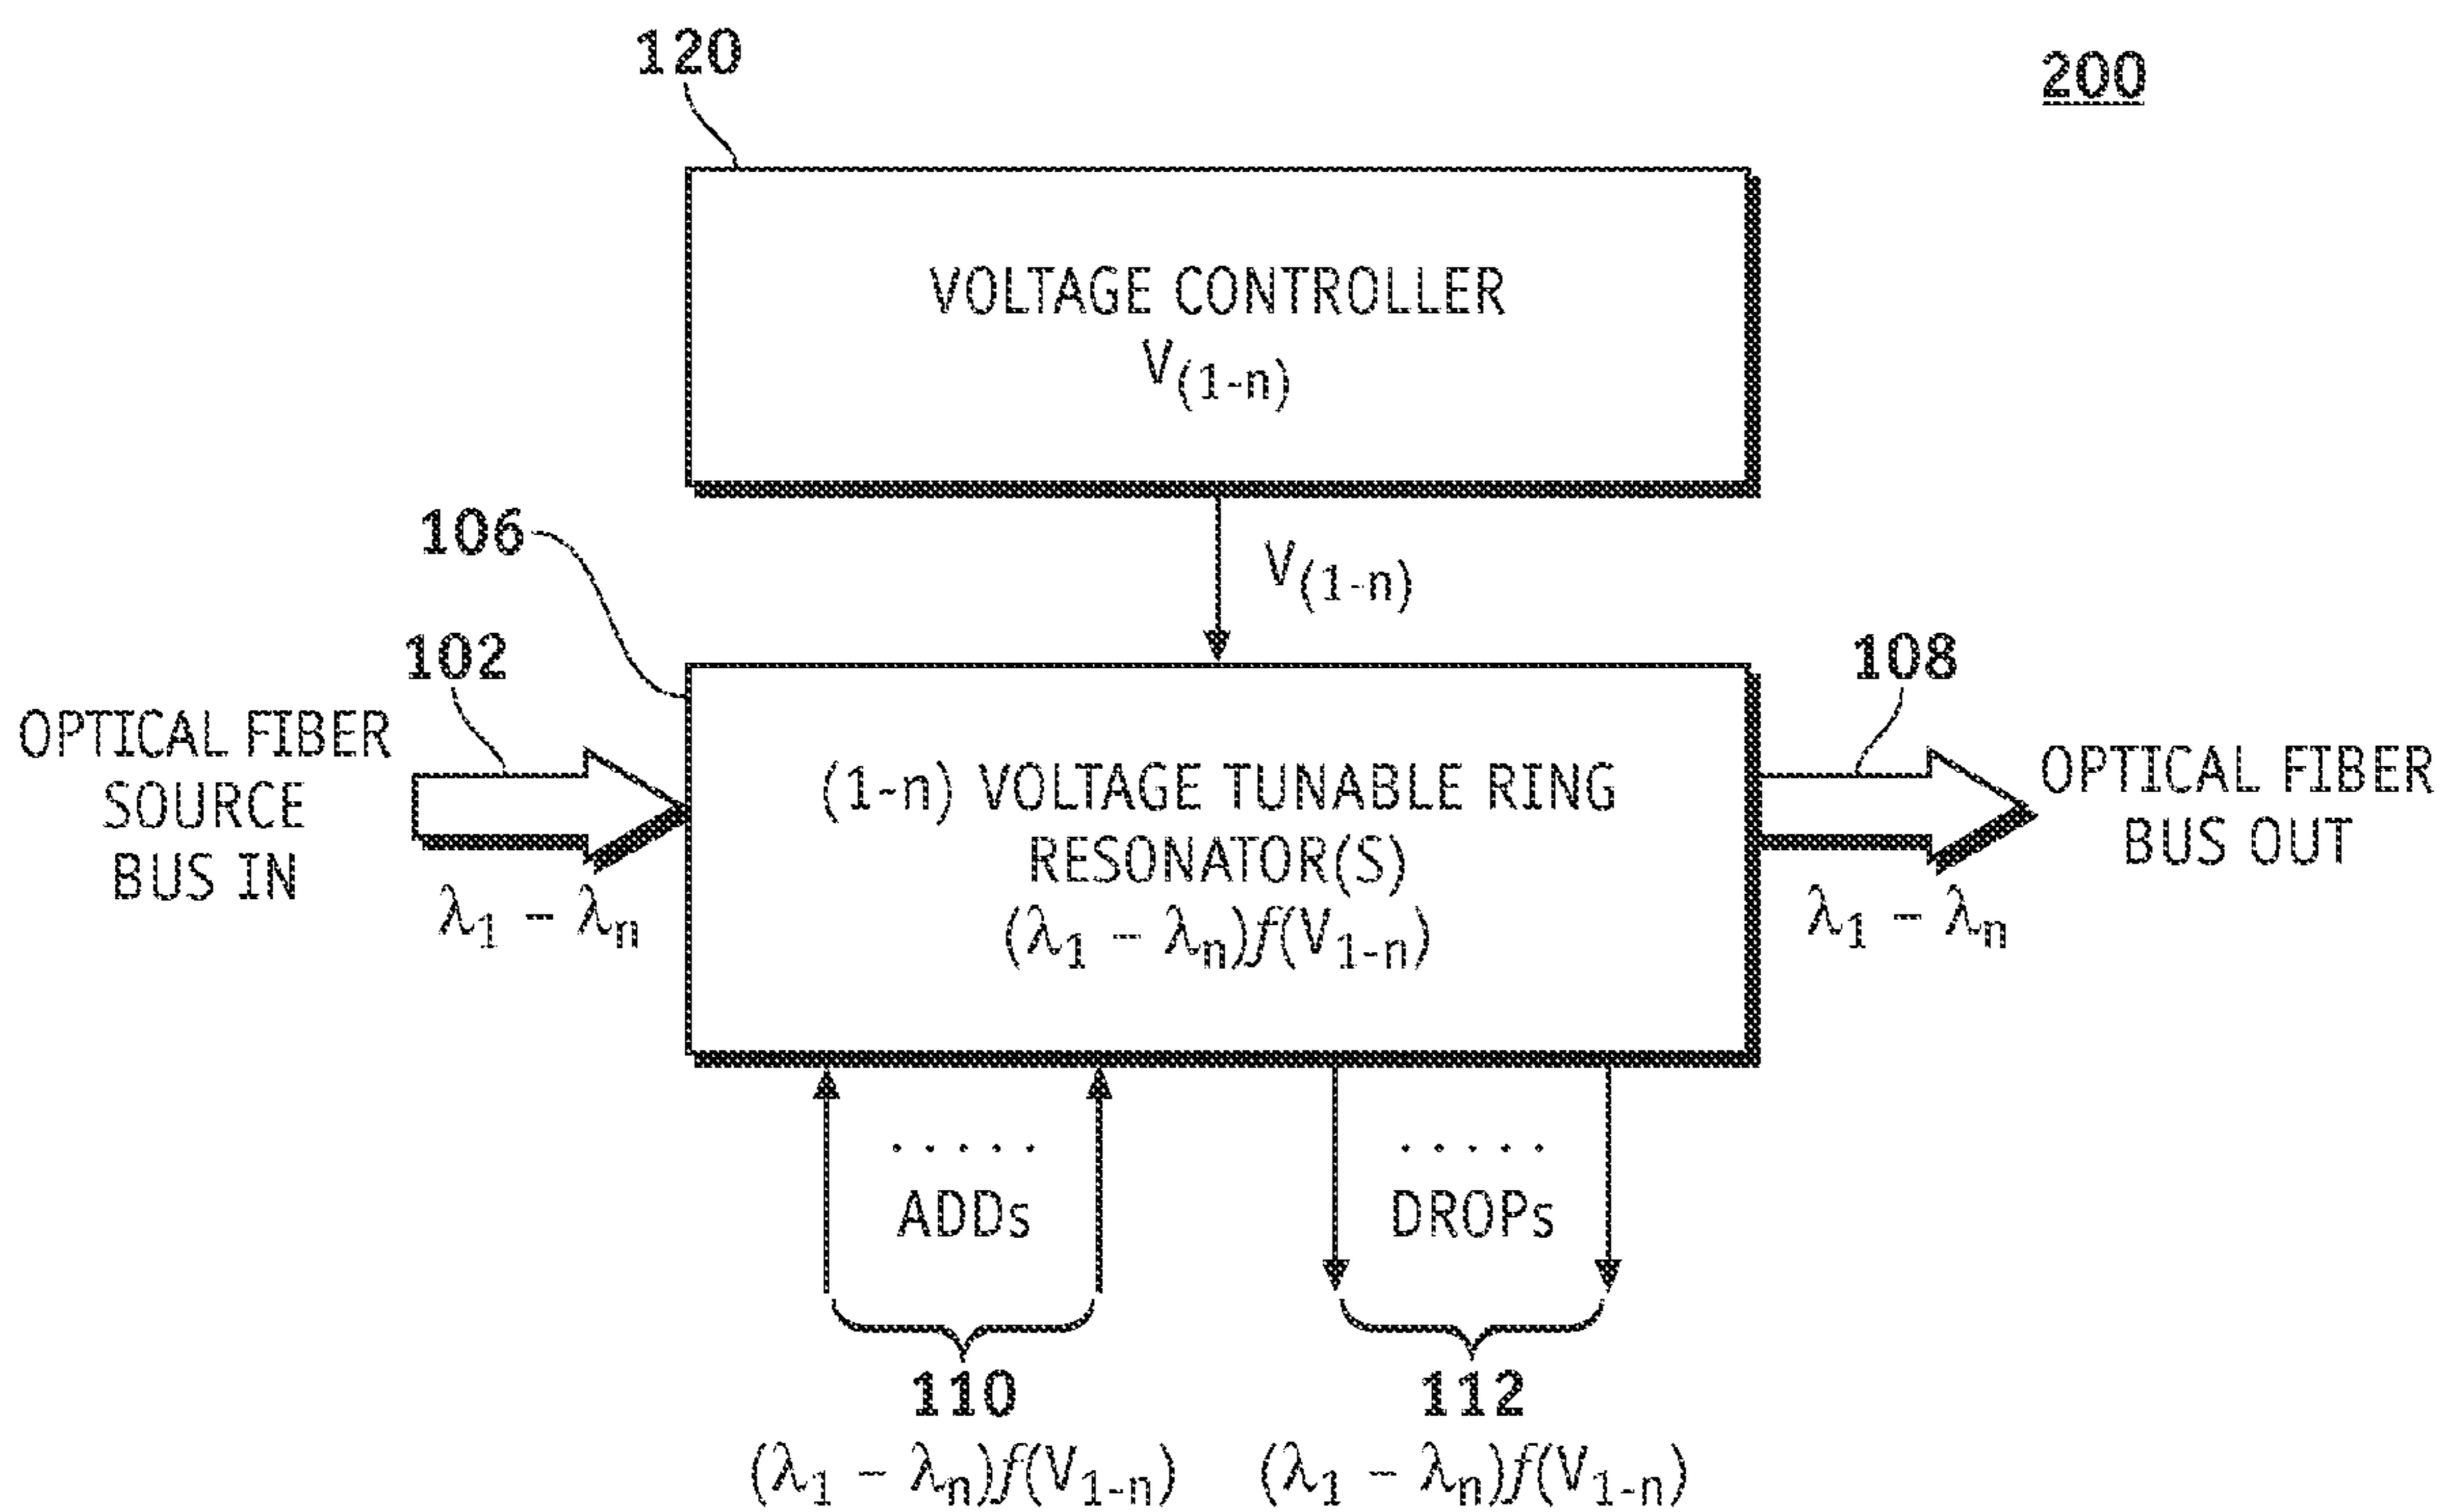 120
200
VOLTAGE CONTROLLER
V(1-n)
106
V(1-n)
102
108
OPTICAL FIBER
SOURCE
BUS IN
λ1 – λn
(1-n) VOLTAGE TUNABLE RING
RESONATOR(S)
(λ1 – λn)f(V1-n)
OPTICAL FIBER
BUS OUT
λ1 – λn
.....
ADDs
.....
DROPs
110
(λ1 – λn)f(V1-n)
112
(λ1 – λn)f(V1-n)